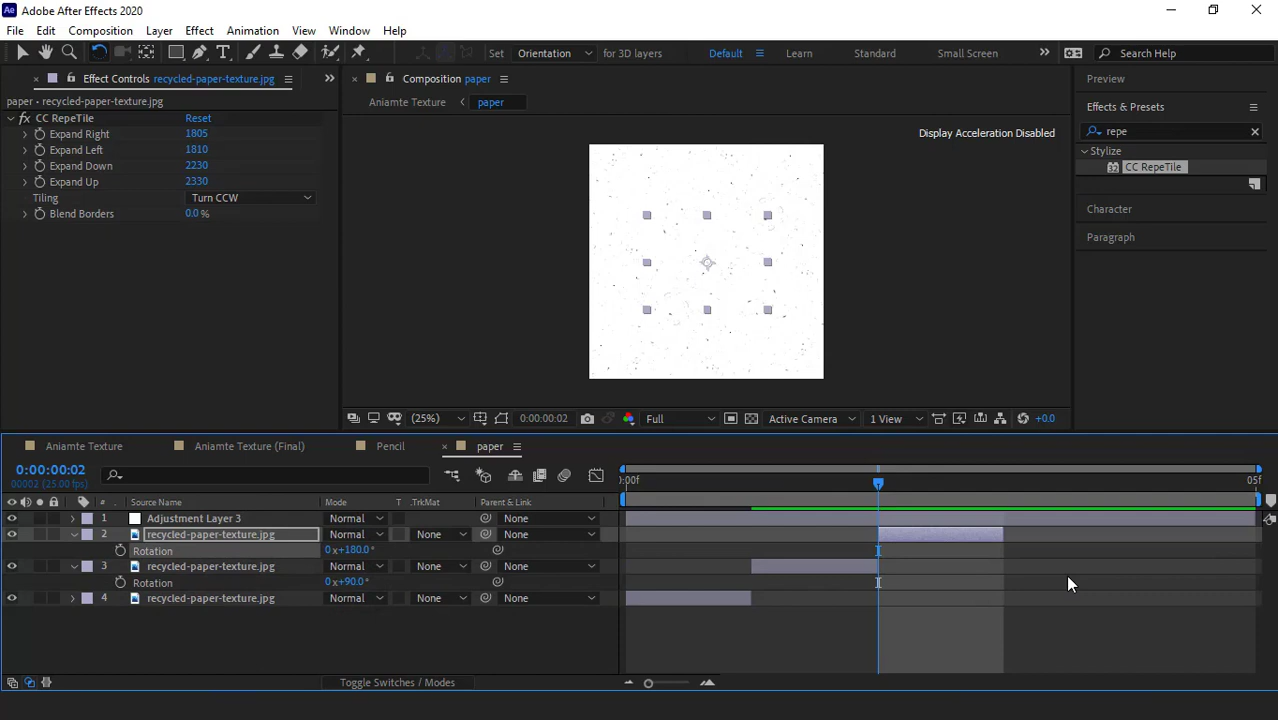 Ae Adobe After Effects 2020
File Edit Composition Layer Effect Animation View Window Help
Set Orientation for 3D layers Default Learn Standard Small Screen Search Help
Effect Controls recycled-paper-texture.jpg
paper • recycled-paper-texture.jpg
fx CC RepeTile Reset
Expand Right 1805
Expand Left 1810
Expand Down 2230
Expand Up 2330
Tiling Turn CCW
Blend Borders 0.0 %
Composition paper
Aniamte Texture paper
Display Acceleration Disabled
(25%) 0:00:00:02 Full Active Camera 1 View +0.0
Preview
Effects & Presets
repe
Stylize
32 CC RepeTile
Character
Paragraph
Aniamte Texture Aniamte Texture (Final) Pencil paper
0:00:00:02
00002 (25.00 fps)
:00f 05f
# Source Name Mode T .TrkMat Parent & Link
1 Adjustment Layer 3 Normal None
2 recycled-paper-texture.jpg Normal None None
Rotation 0 x+180.0°
3 recycled-paper-texture.jpg Normal None None
Rotation 0 x+90.0°
4 recycled-paper-texture.jpg Normal None None
Toggle Switches / Modes